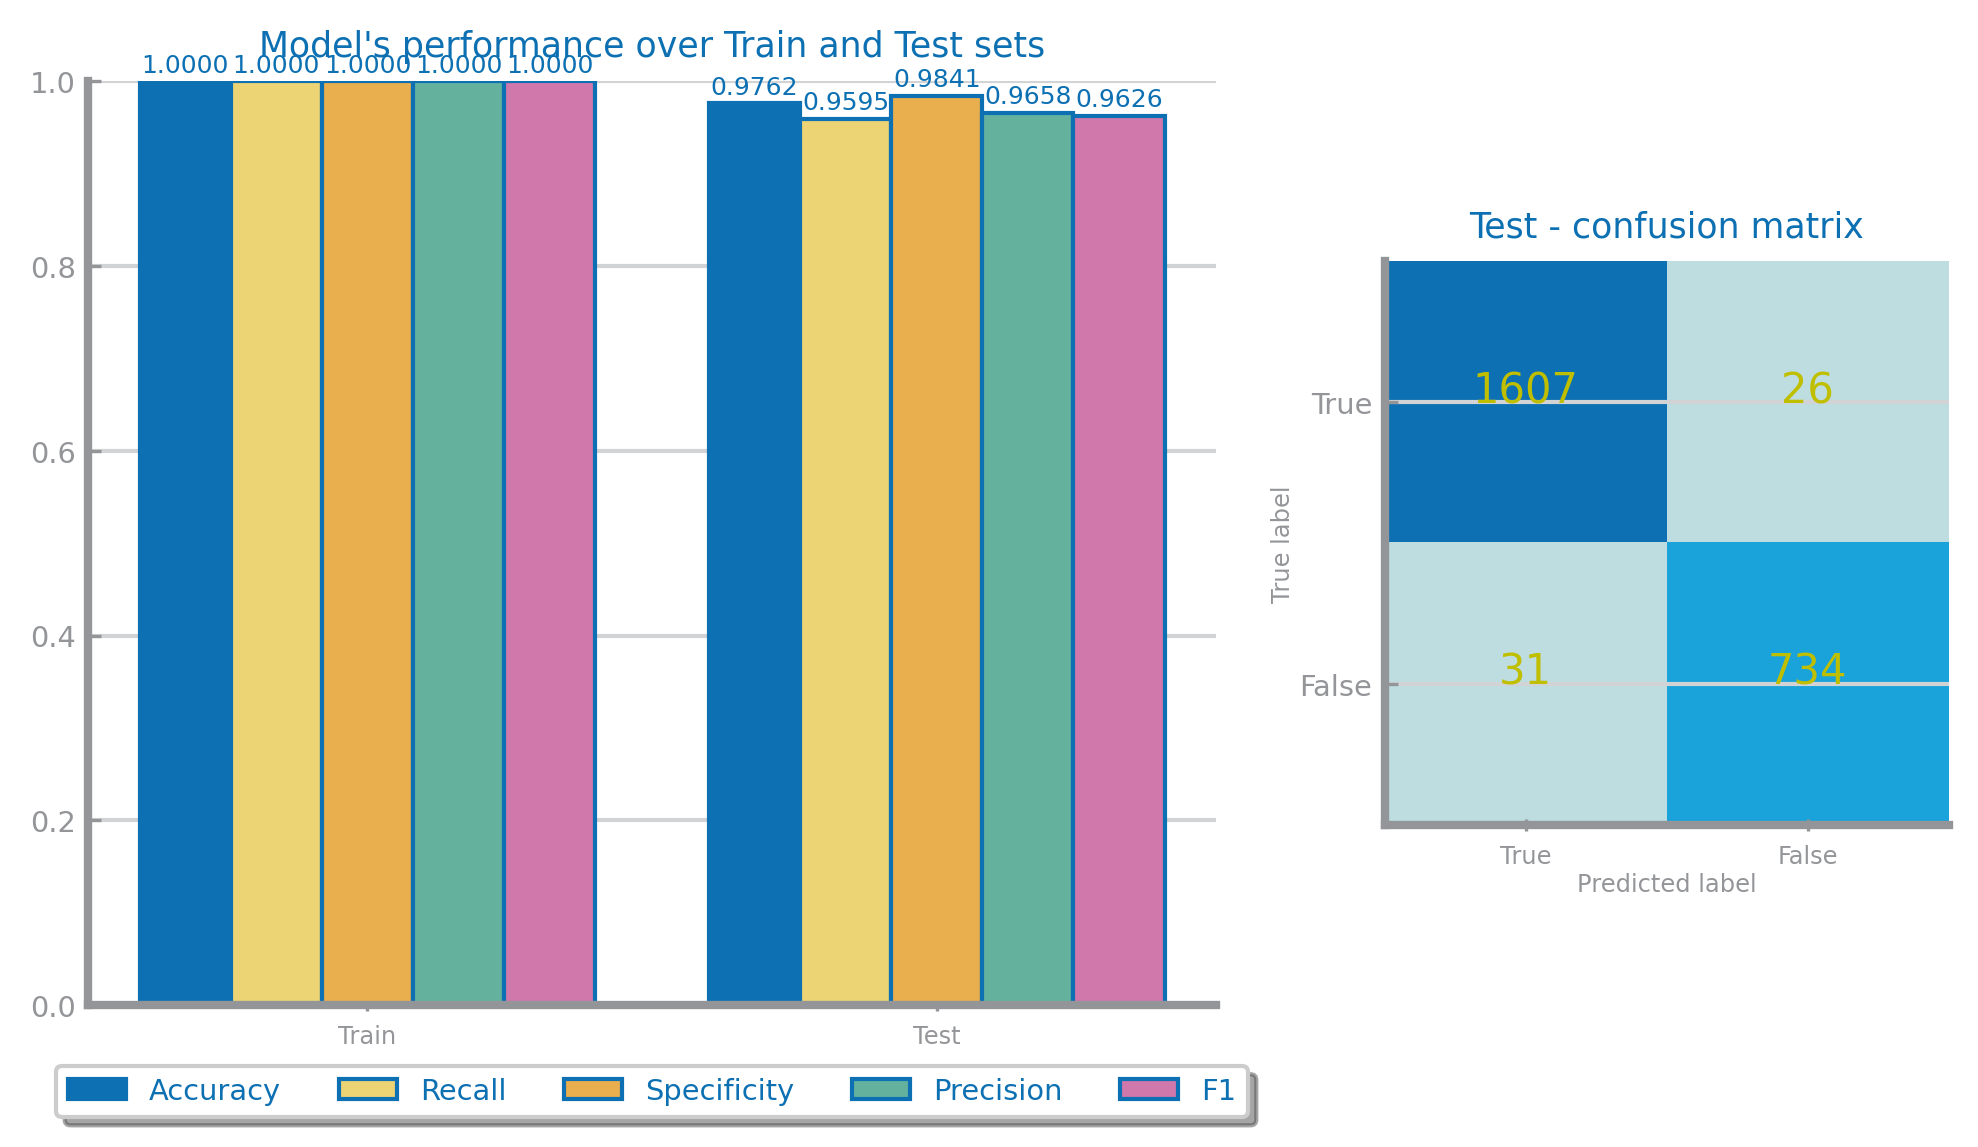 Model's performance over Train and Test sets
1.0000 1.0000 1.0000 1.0000 1.0000
0.9762 0.9595 0.9841 0.9658 0.9626
1.0
0.8
0.6
0.4
0.2
0.0
Train Test
Accuracy Recall Specificity Precision F1
Test - confusion matrix
True label
True 1607 26
False 31 734
True False
Predicted label